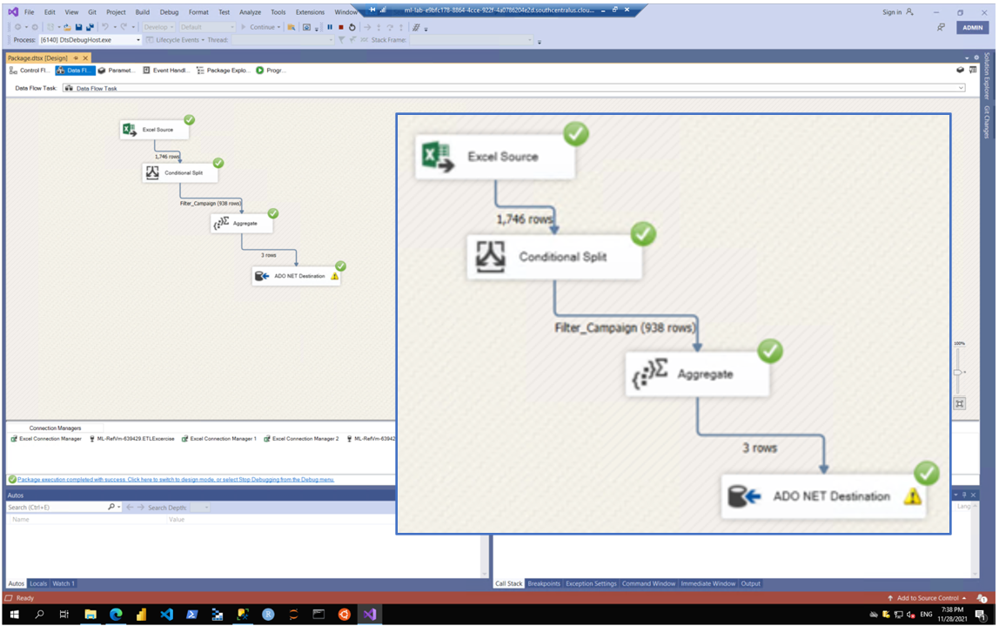 File Edit View Git Project Build Debug Format Test Analyze Tools Extensions Window
ml-lab-e9bfc178-8864-4cce-922f-4a0786204e2d.southcentralus.clou...
Sign in
Develop Default Continue
ADMIN
Process: [6140] DtsDebugHost.exe Lifecycle Events Thread: Stack Frame:
Package.dtsx [Design]
Control Fl... Data Fl... Paramet... Event Handl... Package Explo... Progr...
Data Flow Task: Data Flow Task
Solution Explorer
Git Changes
Excel Source
1,746 rows
Conditional Split
Filter_Campaign (938 rows)
Aggregate
3 rows
ADO NET Destination
Excel Source
1,746 rows
Conditional Split
Filter_Campaign (938 rows)
Aggregate
3 rows
ADO NET Destination
100%
Connection Managers
Excel Connection Manager ML-RefVm-639429.ETLExcercise Excel Connection Manager 1 Excel Connection Manager 2 ML-RefVm-63942
Package execution completed with success. Click here to switch to design mode, or select Stop Debugging from the Debug menu.
Autos
Search (Ctrl+E) Search Depth:
Name Value
Lang
Autos Locals Watch 1
Call Stack Breakpoints Exception Settings Command Window Immediate Window Output
Ready
Add to Source Control
1
ENG
7:38 PM
11/28/2021
1